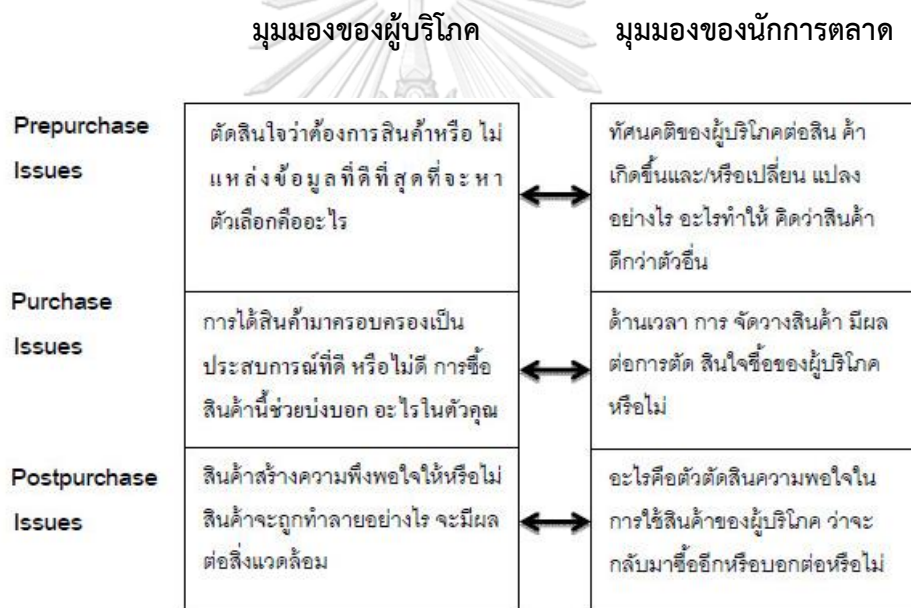 มุมมองของผู้บริโภค
มุมมองของนักการตลาด
Prepurchase
Issues
ตัดสินใจว่าต้องการสินค้าหรือ ไม่
แหล่งข้อมูลที่ดีที่สุดที่จะหา
ตัวเลือกคืออะไร
ทัศนคติของผู้บริโภคต่อสิน ค้า
เกิดขึ้นและ/หรือเปลี่ยน แปลง
อย่างไร อะไรทำให้ คิดว่าสินค้า
ดีกว่าตัวอื่น
Purchase
Issues
การได้สินค้ามาครอบครองเป็น
ประสบการณ์ที่ดี หรือไม่ดี การซื้อ
สินค้านี้ช่วยบ่งบอก อะไรในตัวคุณ
ด้านเวลา การ จัดวางสินค้า มีผล
ต่อการตัด สินใจซื้อของผู้บริโภค
หรือไม่
Postpurchase
Issues
สินค้าสร้างความพึงพอใจให้หรือไม่
สินค้าจะถูกทำลายอย่างไร จะมีผล
ต่อสิ่งแวดล้อม
อะไรคือตัวตัดสินความพอใจใน
การใช้สินค้าของผู้บริโภค ว่าจะ
กลับมาซื้ออีกหรือบอกต่อหรือไม่